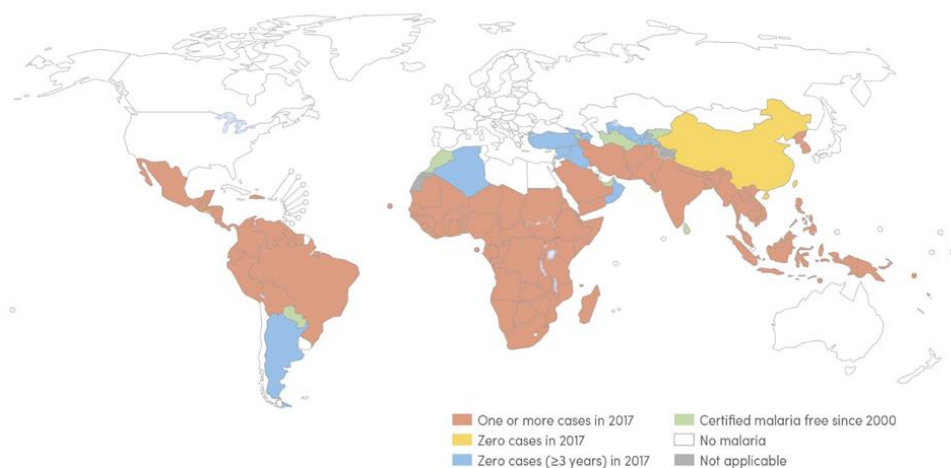 One or more cases in 2017
Zero cases in 2017
Zero cases (≥3 years) in 2017
Certified malaria free since 2000
No malaria
Not applicable